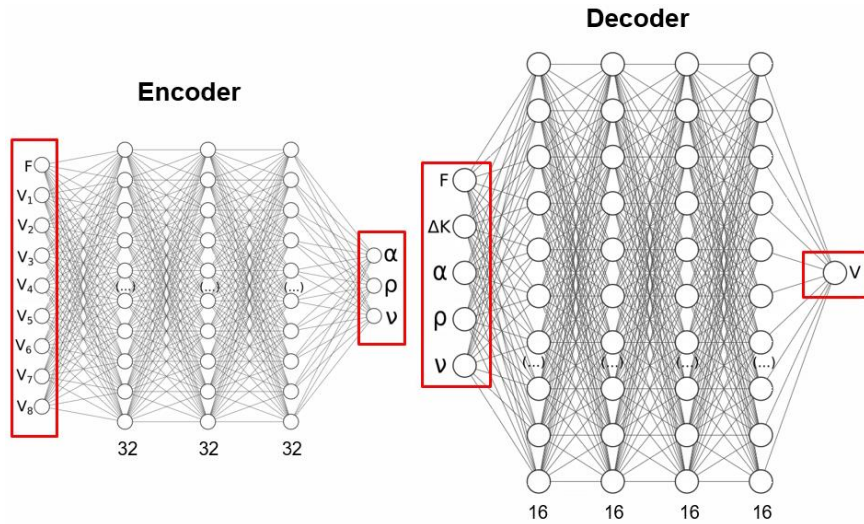 Decoder
Encoder
F
V₁
V₂
V₃
V₄
V₅
V₆
V₇
V₈
(...) (...) (...)
α
ρ
ν
32 32 32
F
ΔK
α
ρ
ν
(...) (...) (...) (...)
V
16 16 16 16